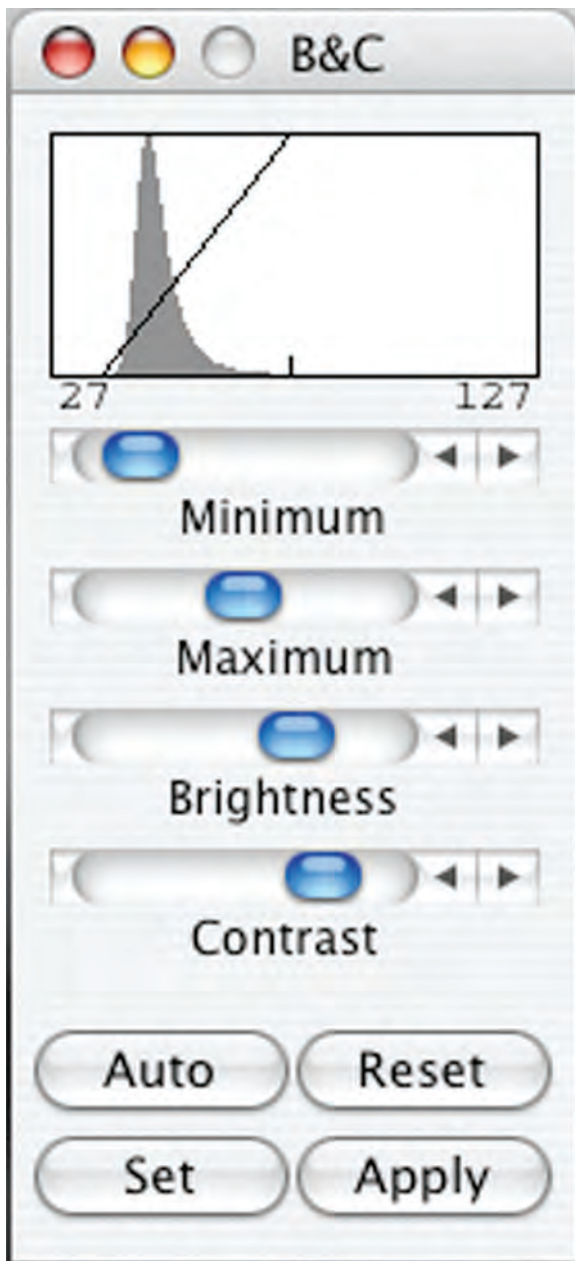 B&C
27 127
Minimum
Maximum
Brightness
Contrast
Auto Reset
Set Apply